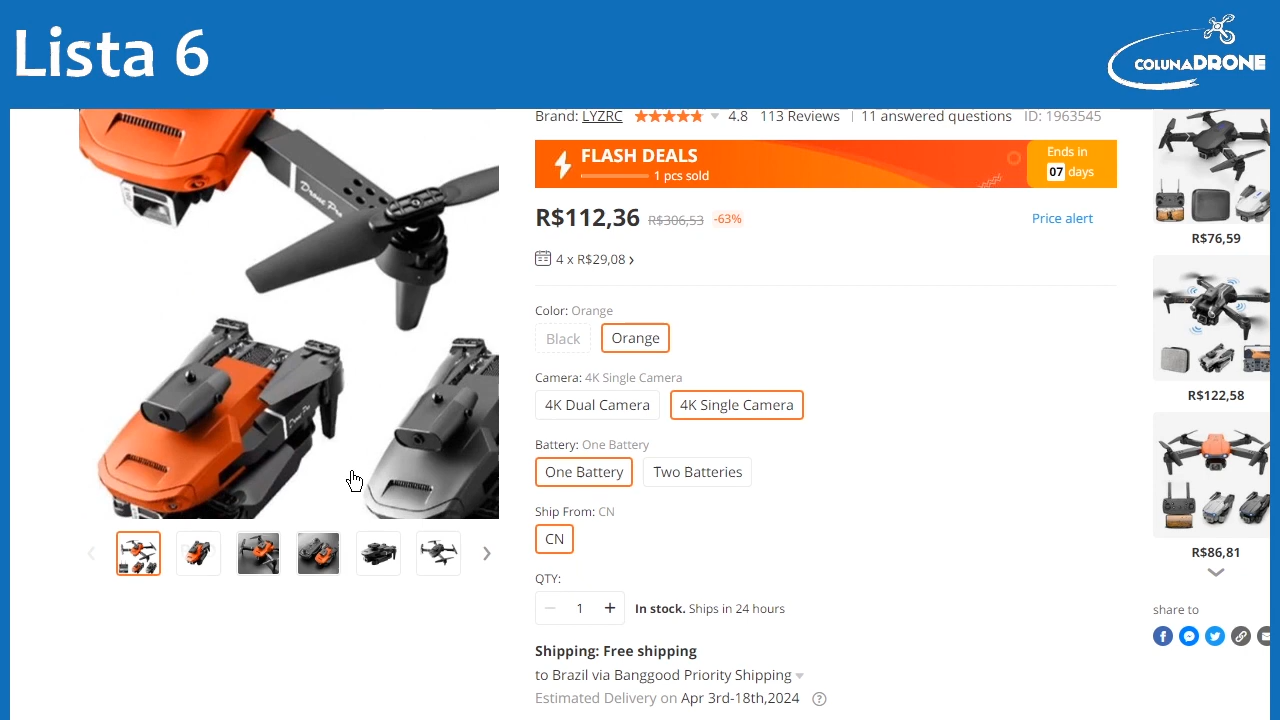 Lista 6
COLUNADRONE
Brand: LYZRC 4.8 113 Reviews 11 answered questions ID: 1963545
FLASH DEALS
1 pcs sold
Ends in
07 days
R$112,36 R$306,53 -63%
Price alert
4 x R$29,08 ›
Color: Orange
Black Orange
Camera: 4K Single Camera
4K Dual Camera 4K Single Camera
Battery: One Battery
One Battery Two Batteries
Ship From: CN
CN
QTY:
1 + In stock. Ships in 24 hours
Shipping: Free shipping
to Brazil via Banggood Priority Shipping
Estimated Delivery on Apr 3rd-18th,2024 ?
Drone Pro
Drone Pro
R$76,59
R$122,58
R$86,81
share to